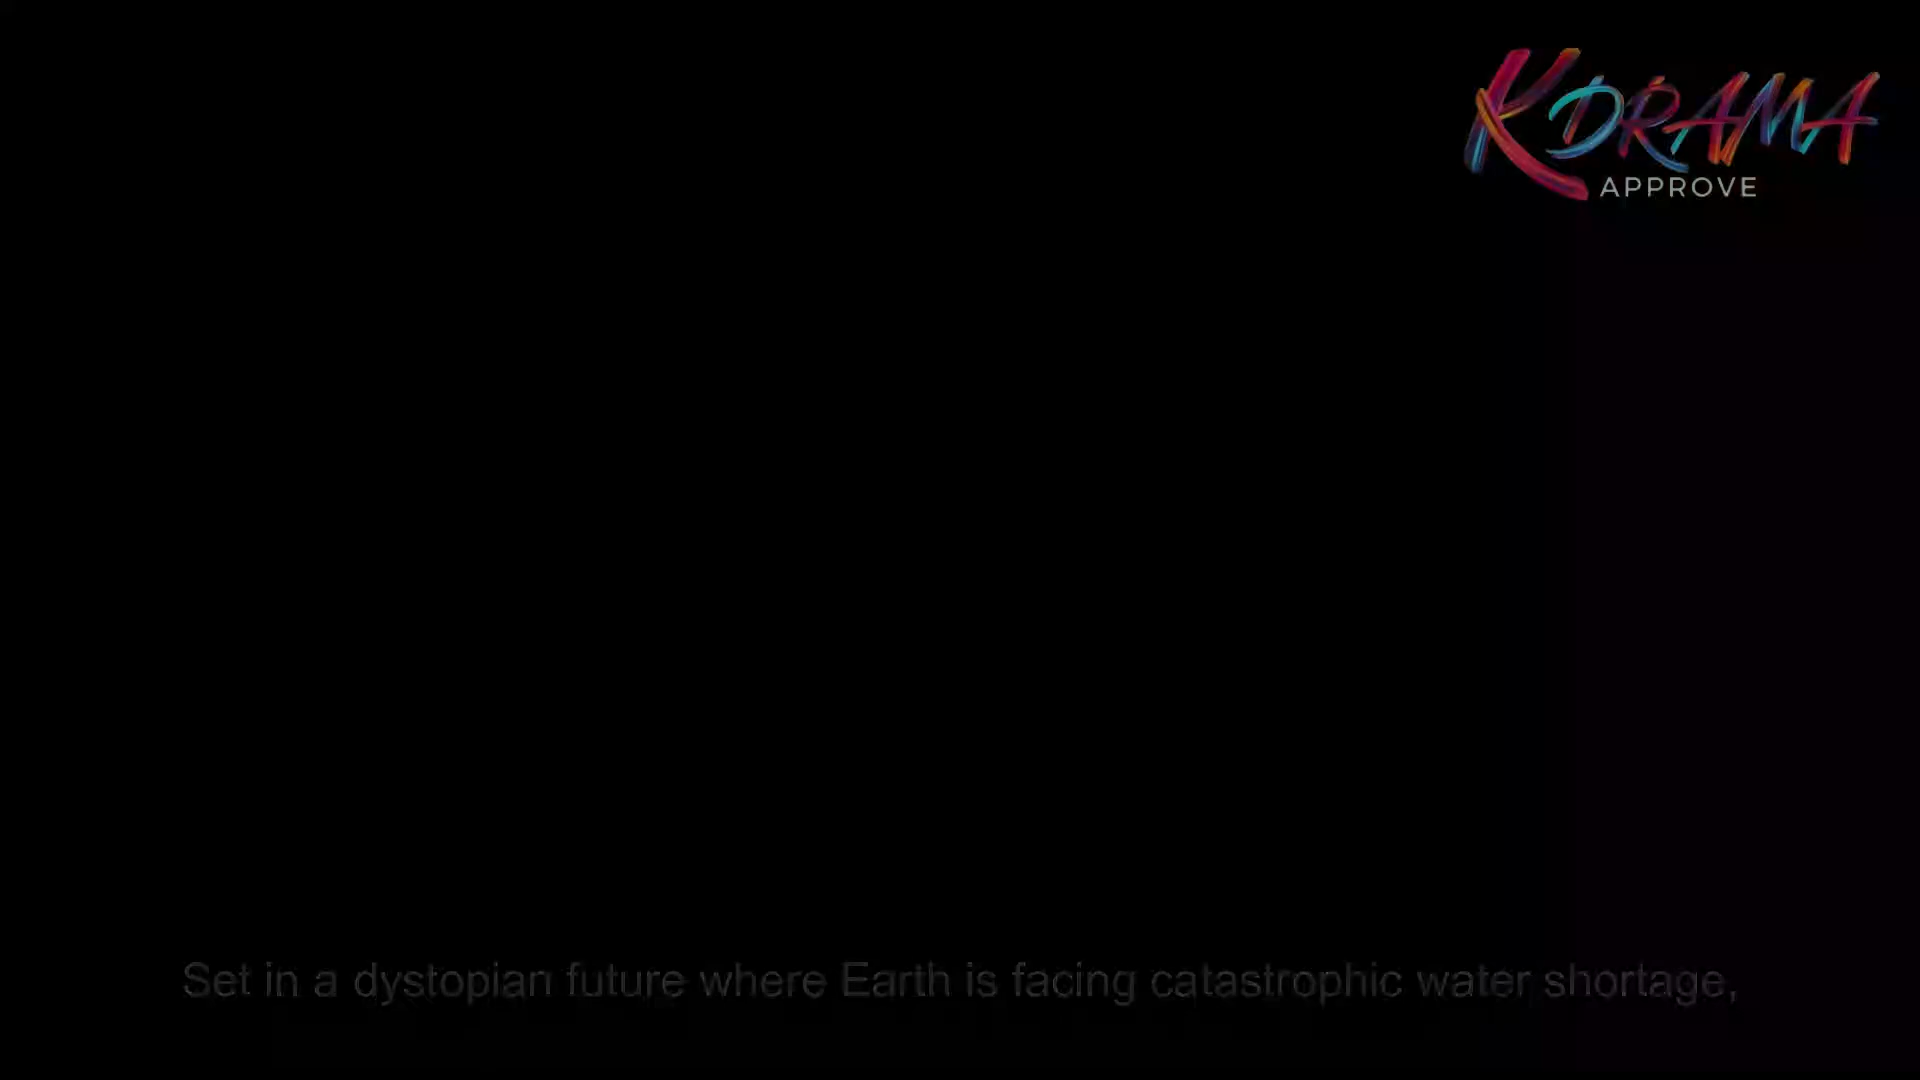 KDRAMA
APPROVE
Set in a dystopian future where Earth is facing catastrophic water shortage,